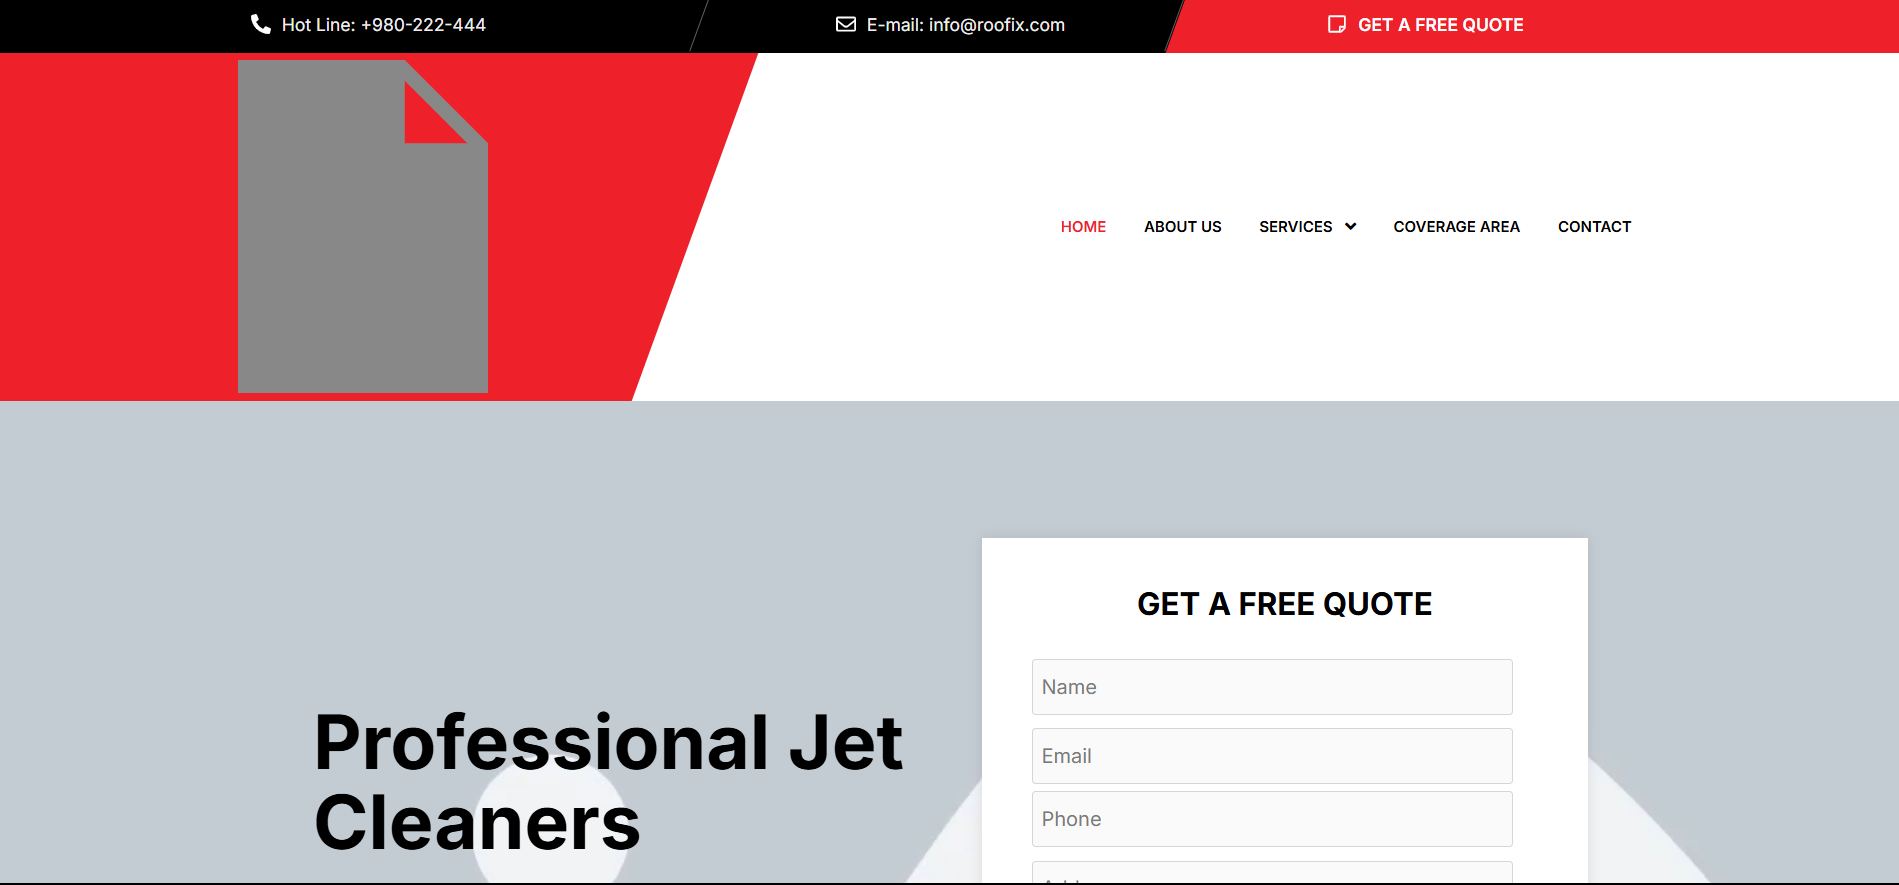 Hot Line: +980-222-444
E-mail: info@roofix.com
GET A FREE QUOTE
HOME
ABOUT US
SERVICES
COVERAGE AREA
CONTACT
GET A FREE QUOTE
Name
Email
Phone
Professional Jet
Cleaners